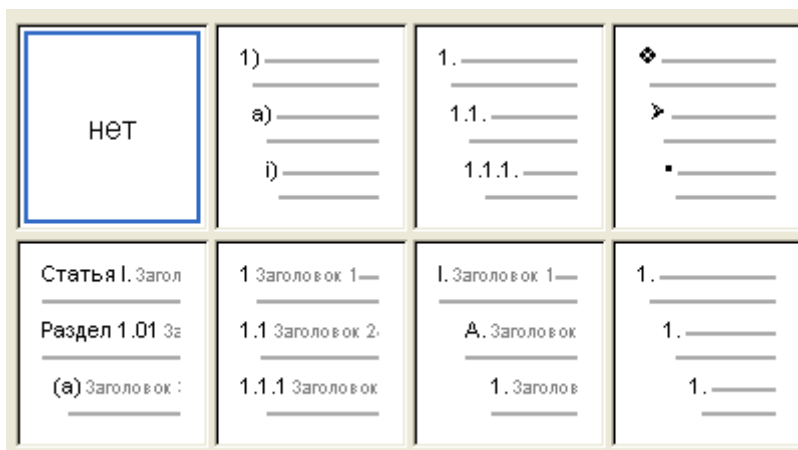 нет
1)
a)
i)
1.
1.1.
1.1.1.
Статья I. Загол
Раздел 1.01 За
(a) Заголовок
1 Заголовок 1
1.1 Заголовок 2
1.1.1 Заголовок
I. Заголовок 1
A. Заголовок
1. Заголов
1.
1.
1.